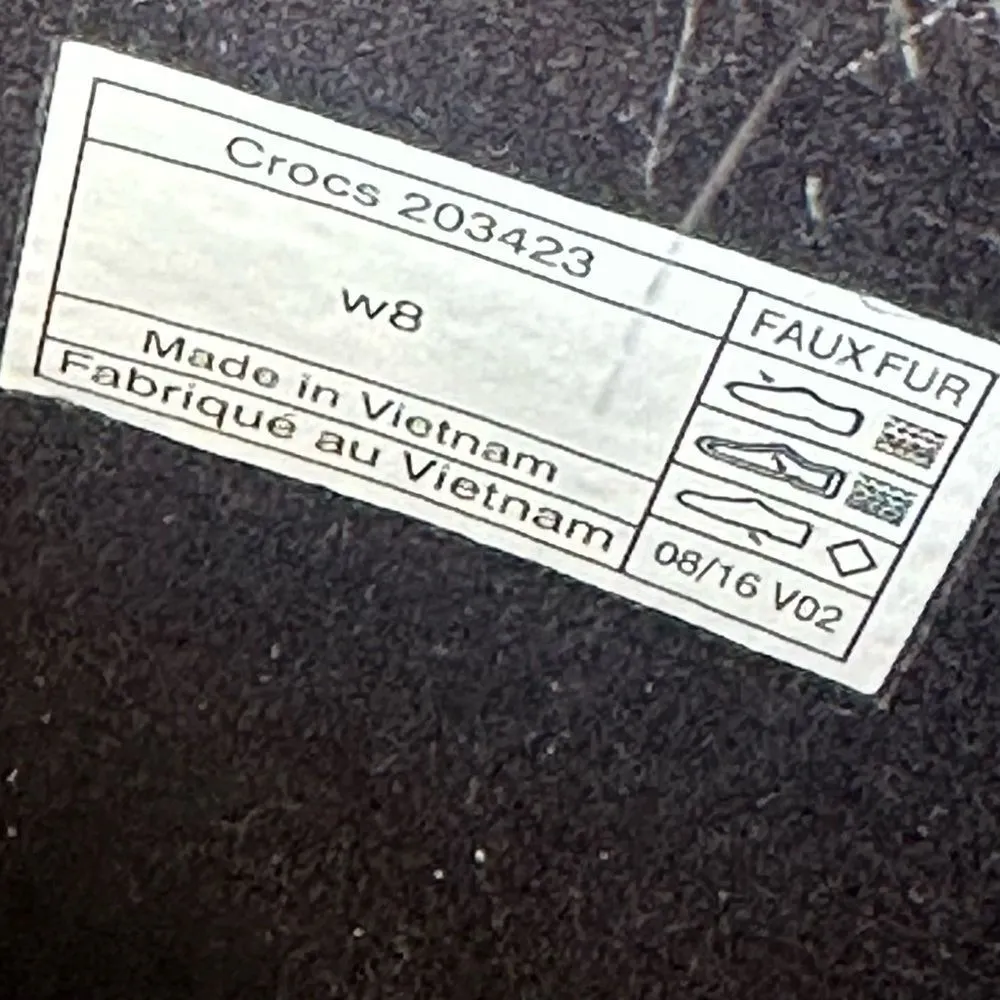 Crocs 203423
w8
Made in Vietnam
Fabriqué au Vietnam
FAUX FUR
08/16 V02